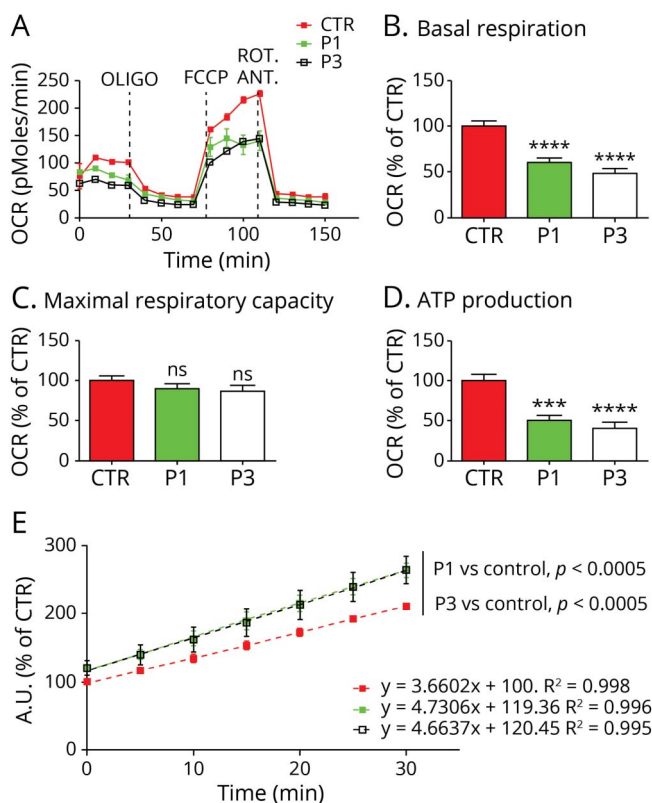 A
CTR
P1
P3
OLIGO
FCCP
ROT.
ANT.
OCR (pMoles/min)
250
200
150
100
50
0
0
50
100
150
Time (min)
B. Basal respiration
OCR (% of CTR)
150
100
50
0
****
****
CTR
P1
P3
C. Maximal respiratory capacity
OCR (% of CTR)
150
100
50
0
ns
ns
CTR
P1
P3
D. ATP production
OCR (% of CTR)
150
100
50
0
***
****
CTR
P1
P3
E
A.U. (% of CTR)
300
200
100
0
0
10
20
30
Time (min)
P1 vs control, p < 0.0005
P3 vs control, p < 0.0005
y = 3.6602x + 100. R² = 0.998
y = 4.7306x + 119.36 R² = 0.996
y = 4.6637x + 120.45 R² = 0.995